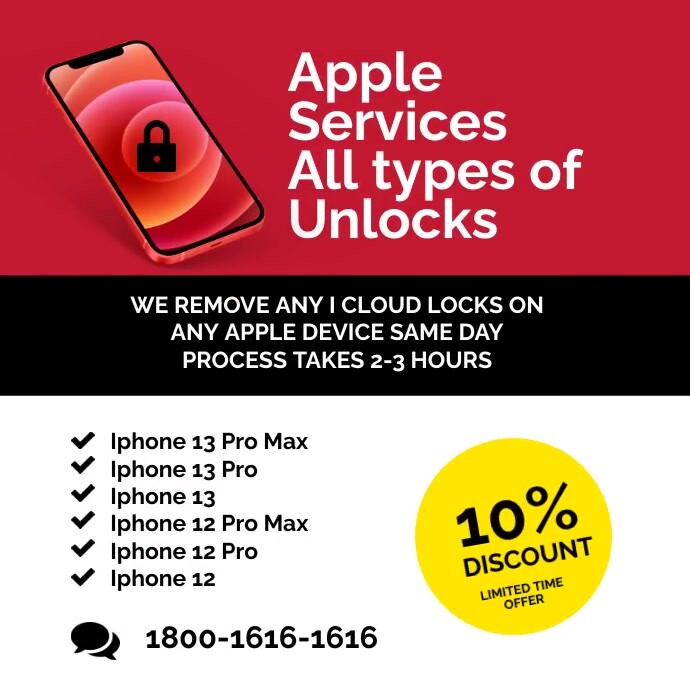 Apple
Services
All types of
Unlocks
WE REMOVE ANY I CLOUD LOCKS ON
ANY APPLE DEVICE SAME DAY
PROCESS TAKES 2-3 HOURS
Iphone 13 Pro Max
Iphone 13 Pro
Iphone 13
Iphone 12 Pro Max
Iphone 12 Pro
Iphone 12
10%
DISCOUNT
LIMITED TIME
OFFER
1800-1616-1616